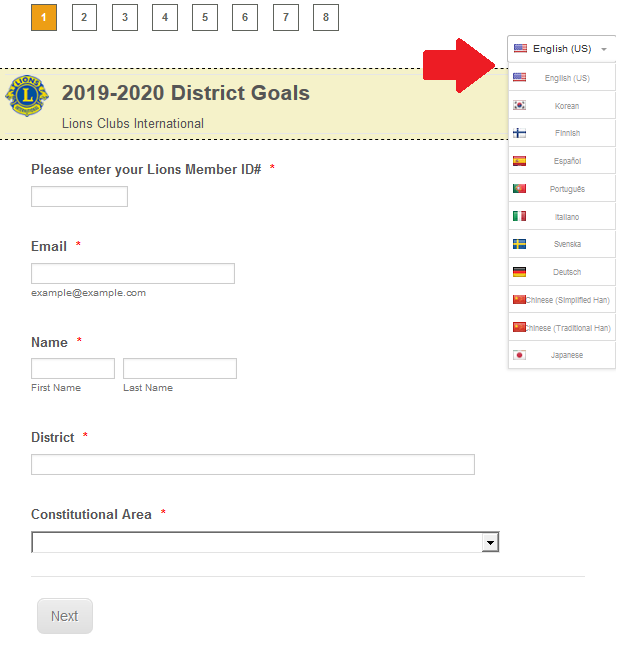 1 2 3 4 5 6 7 8
English (US)
English (US)
Korean
Finnish
Español
Português
Italiano
Svenska
Deutsch
Chinese (Simplified Han)
Chinese (Traditional Han)
Japanese
LIONS
L
INTERNATIONAL
2019-2020 District Goals
Lions Clubs International
Please enter your Lions Member ID# *
Email *
example@example.com
Name *
First Name Last Name
District *
Constitutional Area *
Next